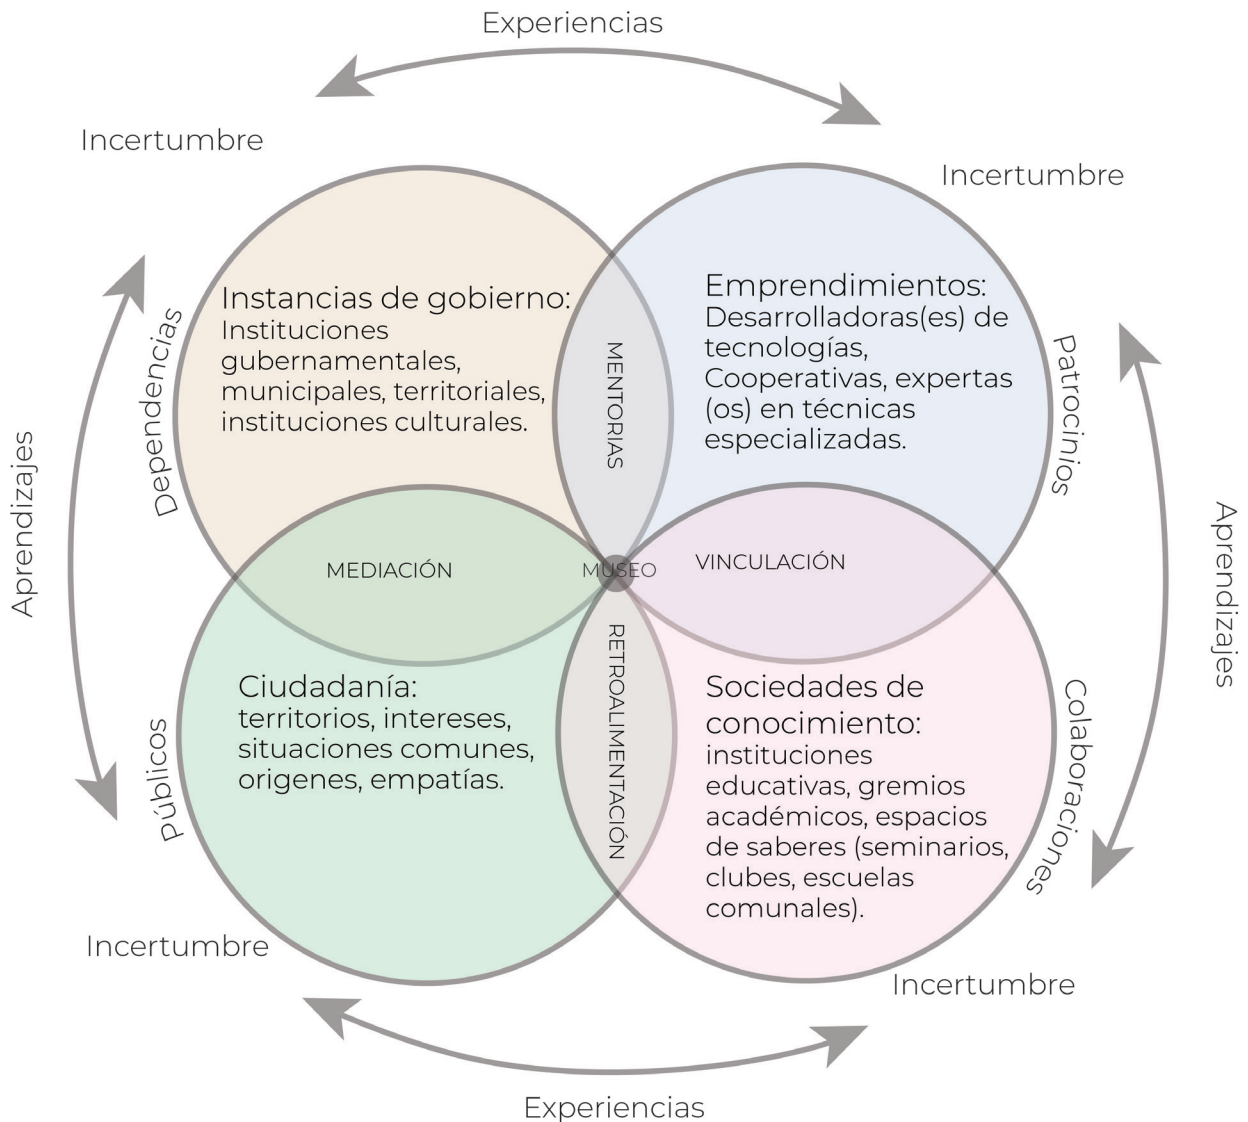 Experiencias
Incertumbre
Incertumbre
Instancias de gobierno:
Instituciones
gubernamentales,
municipales, territoriales,
instituciones culturales.
Emprendimientos:
Desarrolladoras(es) de
tecnologías,
Cooperativas, expertas
(os) en técnicas
especializadas.
Dependencias
MENTORIAS
Patrocinios
Aprendizajes
Aprendizajes
MEDIACIÓN
MUSEO
VINCULACIÓN
RETROALIMENTACIÓN
Ciudadanía:
territorios, intereses,
situaciones comunes,
origenes, empatías.
Sociedades de
conocimiento:
instituciones
educativas, gremios
académicos, espacios
de saberes (seminarios,
clubes, escuelas
comunales).
Públicos
Colaboraciones
Incertumbre
Incertumbre
Experiencias